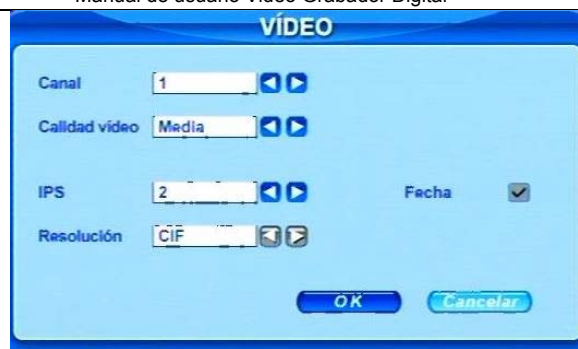 Manual de usuario Vídeo Grabador Digital
VÍDEO
Canal 1
Calidad vídeo Media
IPS 2 Fecha
Resolución CIF
OK Cancelar